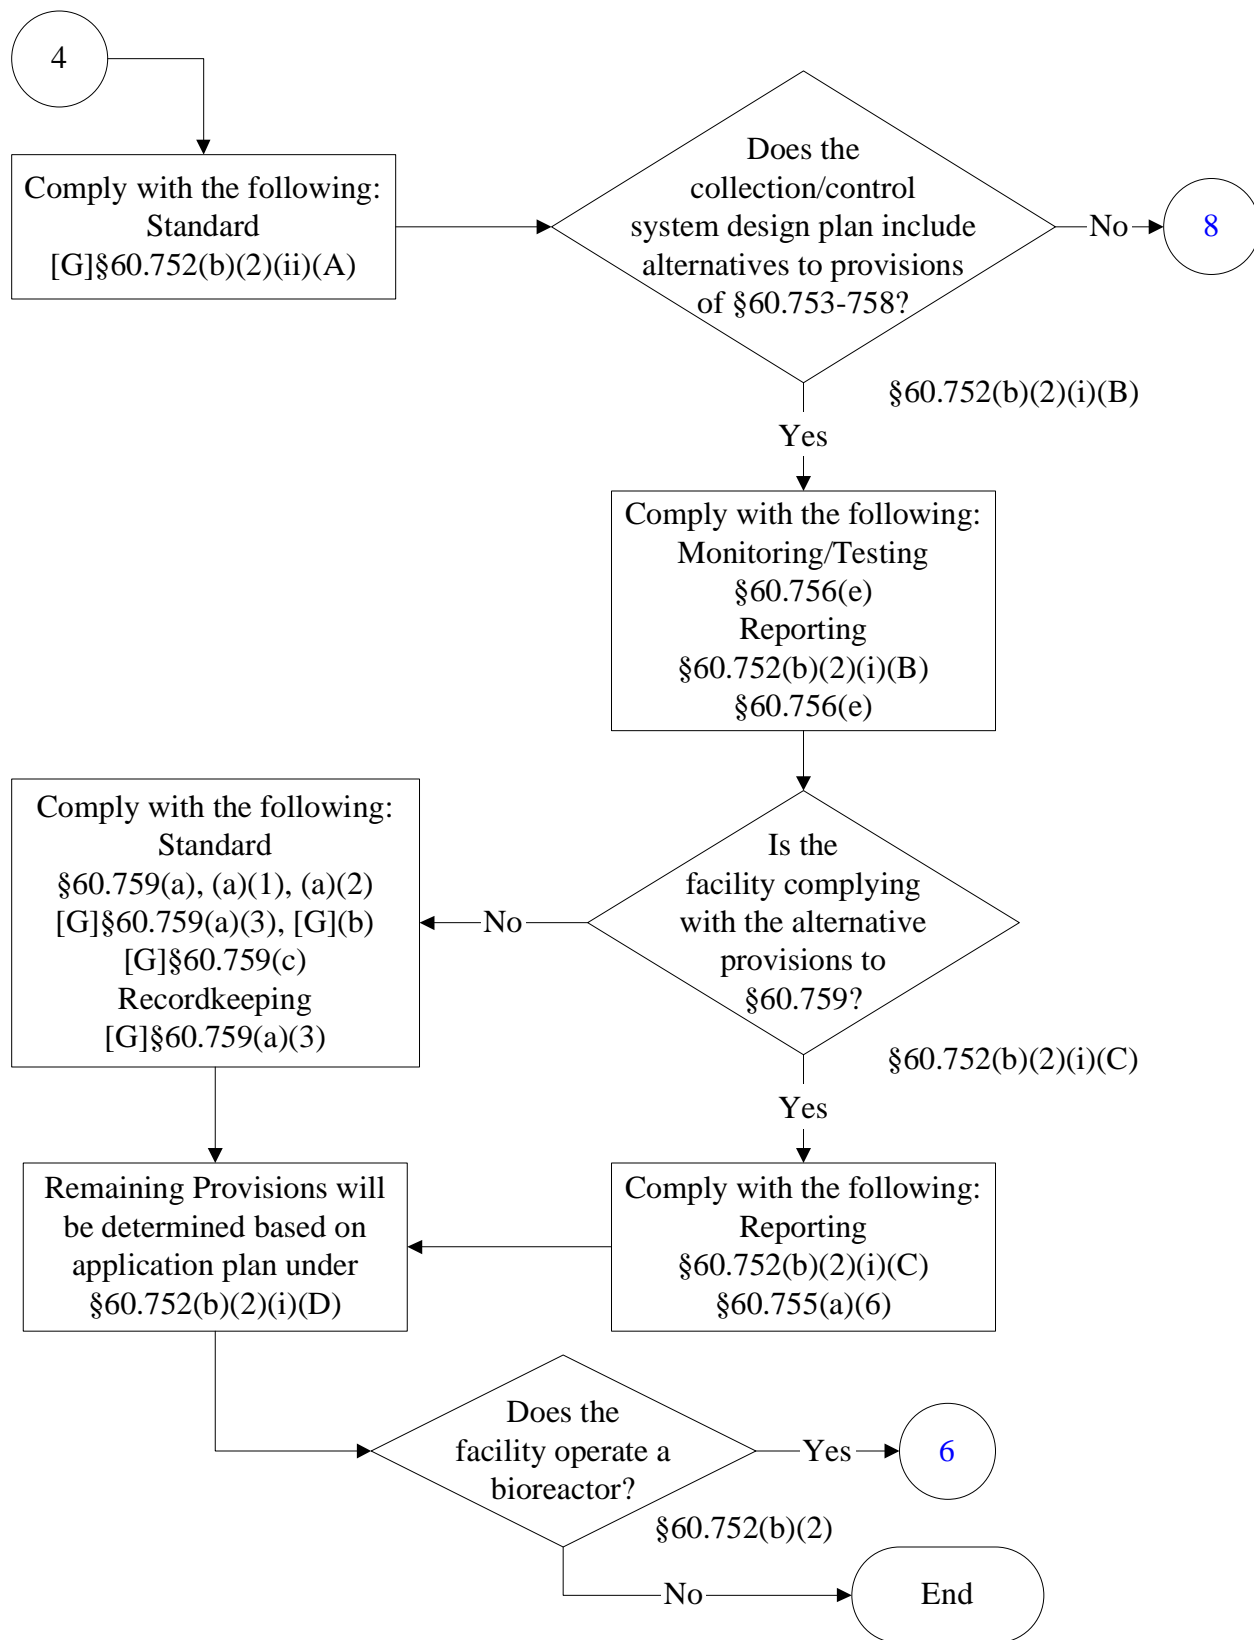 4
Comply with the following:
Standard
[G]§60.752(b)(2)(ii)(A)
Does the
collection/control
system design plan include
alternatives to provisions
of §60.753-758?
No
8
§60.752(b)(2)(i)(B)
Yes
Comply with the following:
Monitoring/Testing
§60.756(e)
Reporting
§60.752(b)(2)(i)(B)
§60.756(e)
Is the
facility complying
with the alternative
provisions to
§60.759?
No
Comply with the following:
Standard
§60.759(a), (a)(1), (a)(2)
[G]§60.759(a)(3), [G](b)
[G]§60.759(c)
Recordkeeping
[G]§60.759(a)(3)
§60.752(b)(2)(i)(C)
Yes
Comply with the following:
Reporting
§60.752(b)(2)(i)(C)
§60.755(a)(6)
Remaining Provisions will
be determined based on
application plan under
§60.752(b)(2)(i)(D)
Does the
facility operate a
bioreactor?
Yes
6
§60.752(b)(2)
No
End